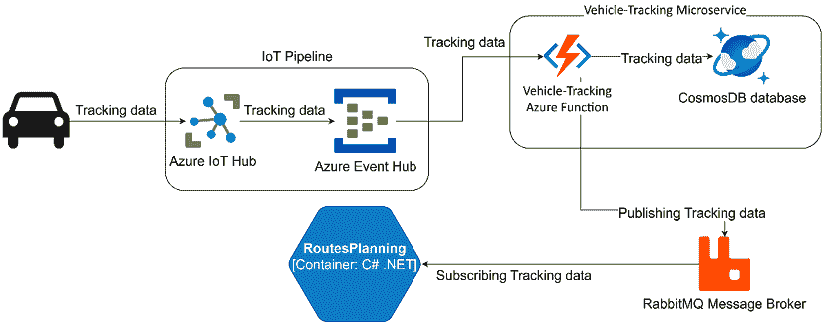 Vehicle-Tracking Microservice
IoT Pipeline
Tracking data
Tracking data
Tracking data
Tracking data
Azure IoT Hub
Azure Event Hub
Vehicle-Tracking
Azure Function
CosmosDB database
Publishing Tracking data
RoutesPlanning
[Container: C# .NET]
Subscribing Tracking data
RabbitMQ Message Broker